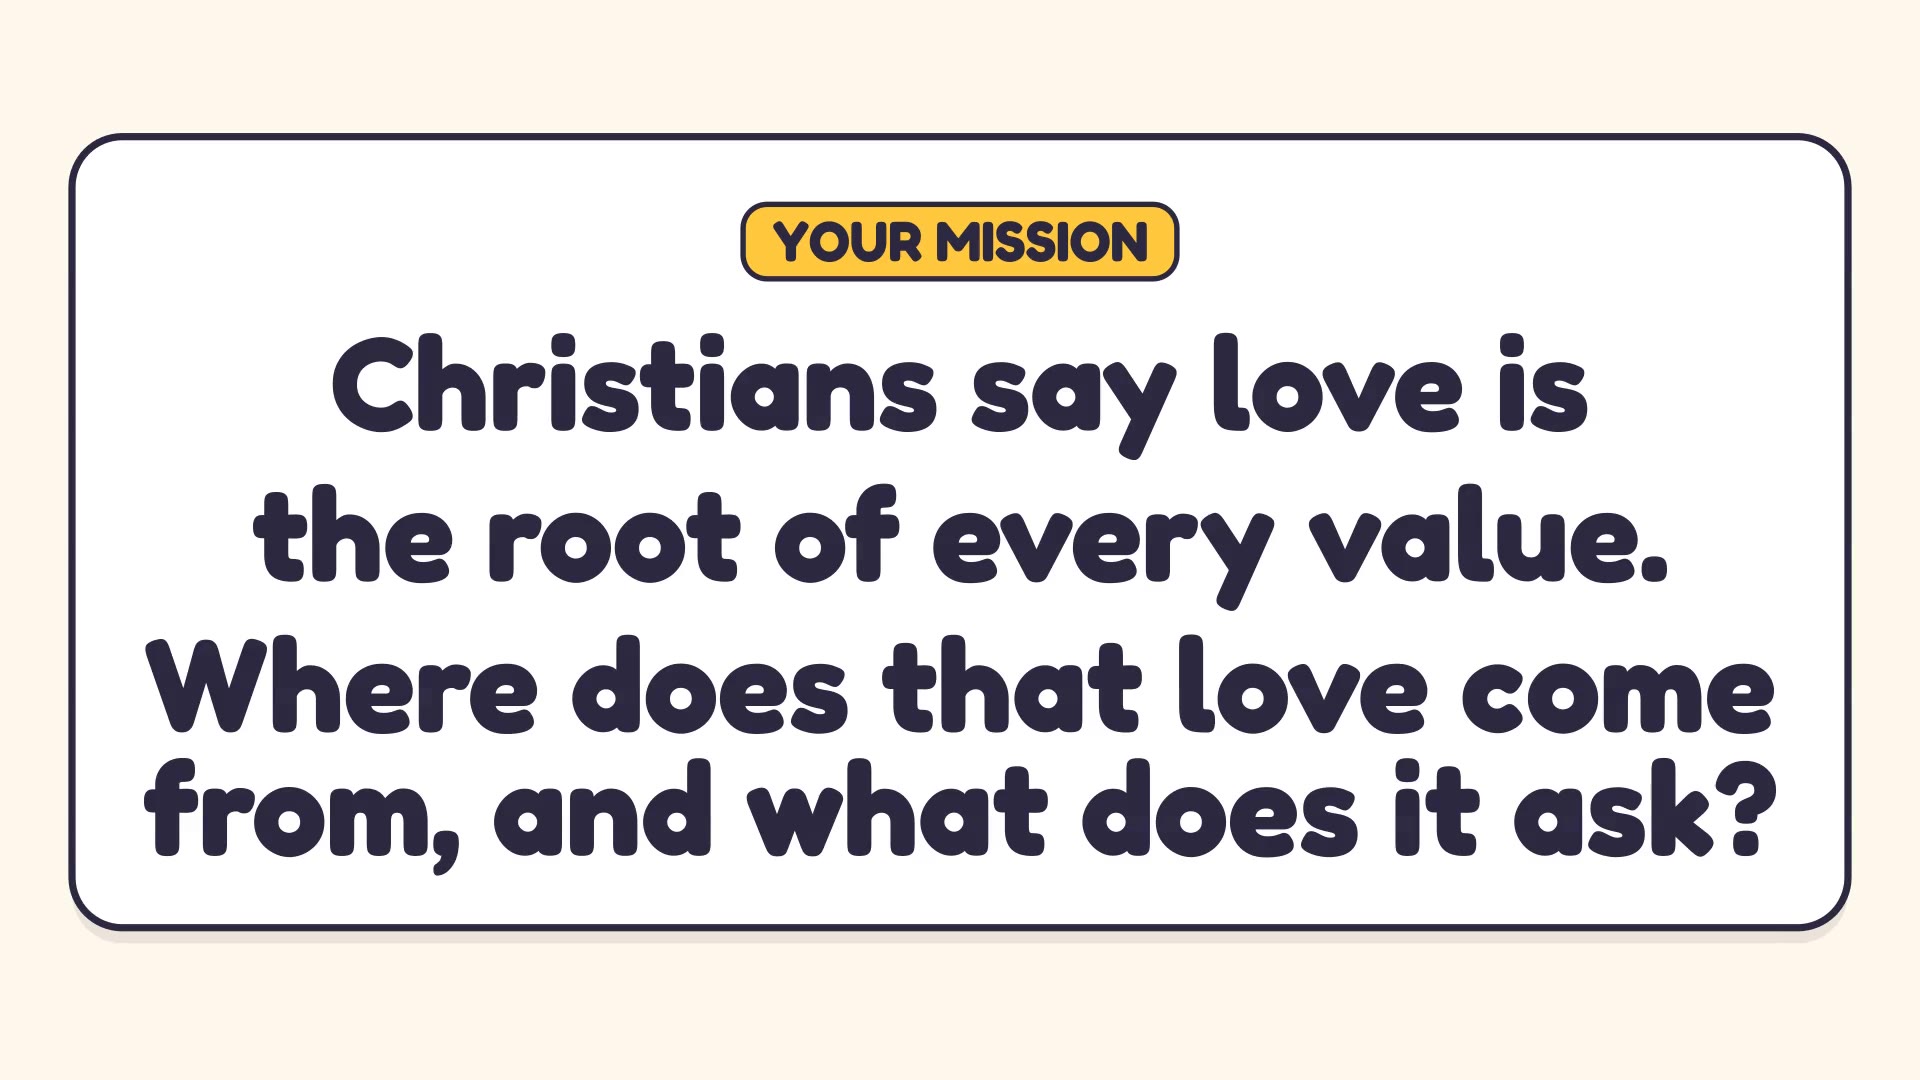 YOUR MISSION
Christians say love is
the root of every value.
Where does that love come
from, and what does it ask?